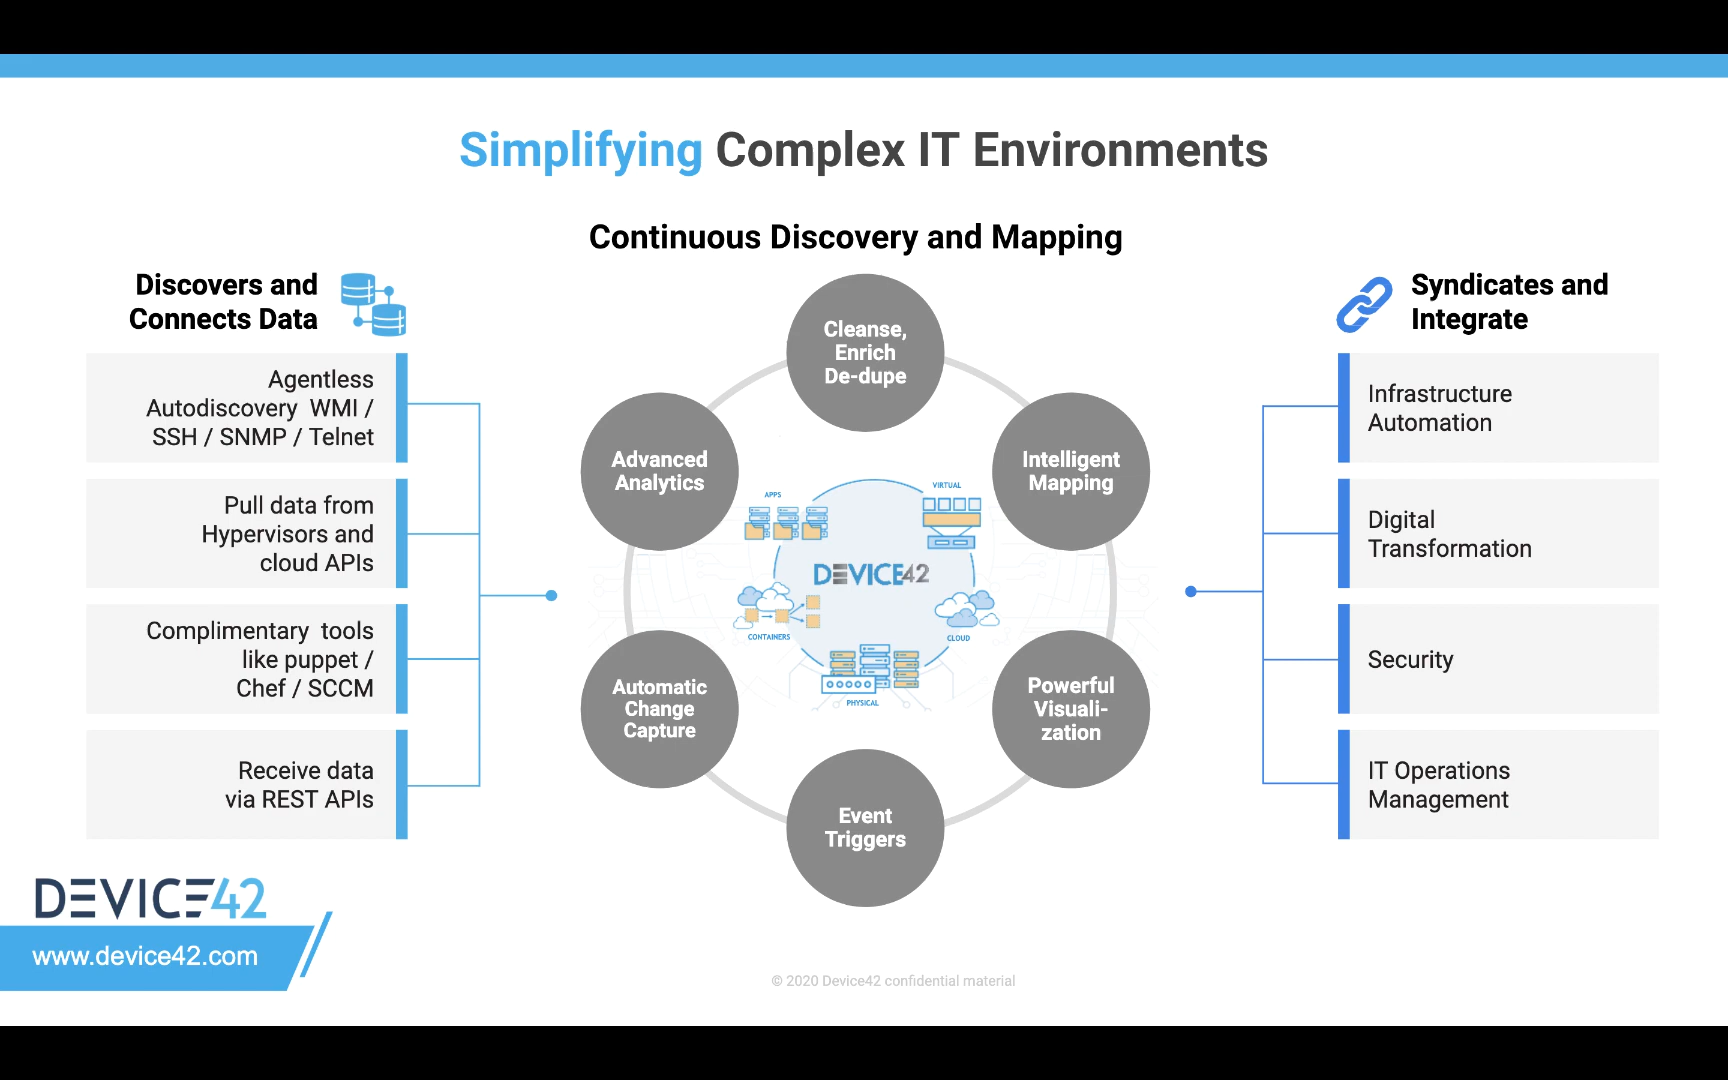 Simplifying Complex IT Environments
Continuous Discovery and Mapping
Discovers and
Connects Data
Agentless
Autodiscovery WMI /
SSH / SNMP / Telnet
Pull data from
Hypervisors and
cloud APIs
Complimentary tools
like puppet /
Chef / SCCM
Receive data
via REST APIs
Cleanse,
Enrich
De-dupe
Advanced
Analytics
Intelligent
Mapping
Automatic
Change
Capture
Powerful
Visuali-
zation
Event
Triggers
APPS
VIRTUAL
DEVICE42
CONTAINERS
CLOUD
PHYSICAL
Syndicates and
Integrate
Infrastructure
Automation
Digital
Transformation
Security
IT Operations
Management
DEVICE42
www.device42.com
© 2020 Device42 confidential material